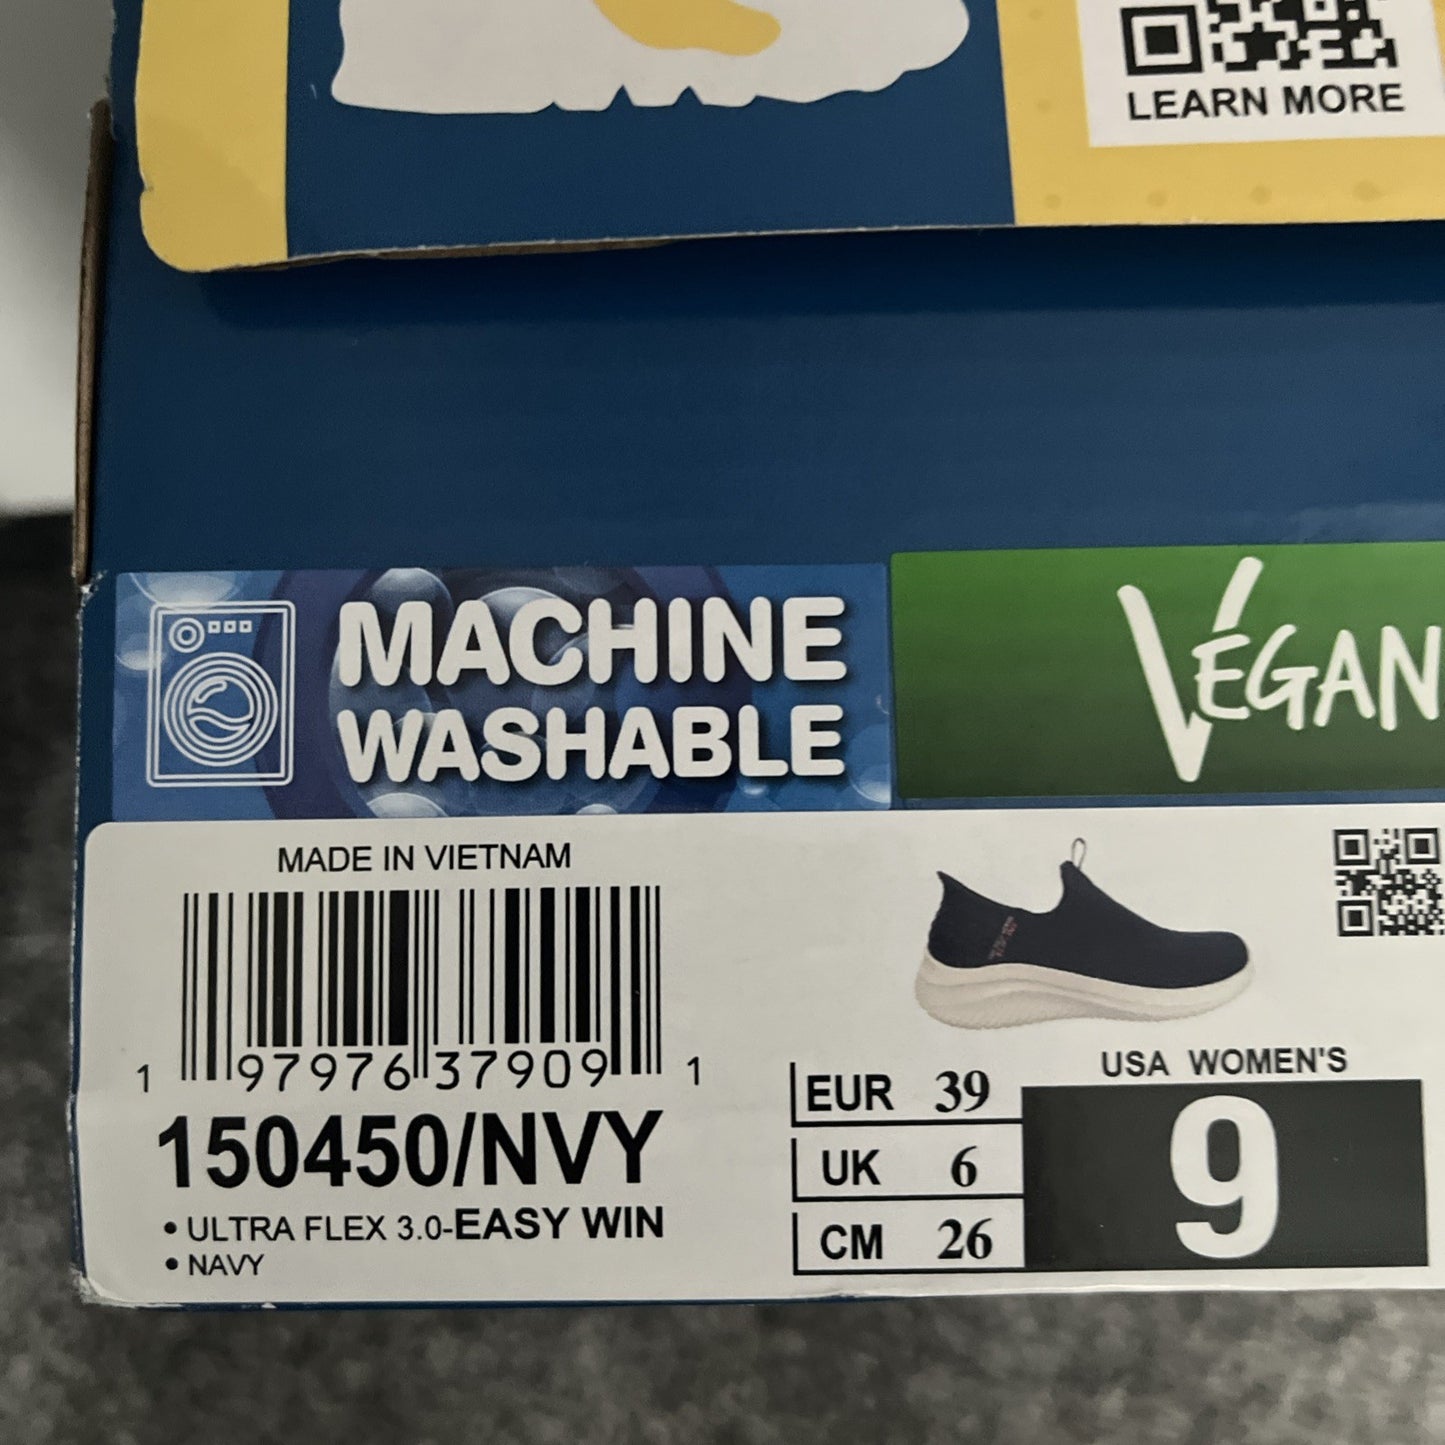 LEARN MORE
MACHINE
WASHABLE
VEGAN
MADE IN VIETNAM
1 97976 37909 1
150450/NVY
• ULTRA FLEX 3.0-EASY WIN
• NAVY
USA WOMEN'S
9
EUR 39
UK 6
CM 26